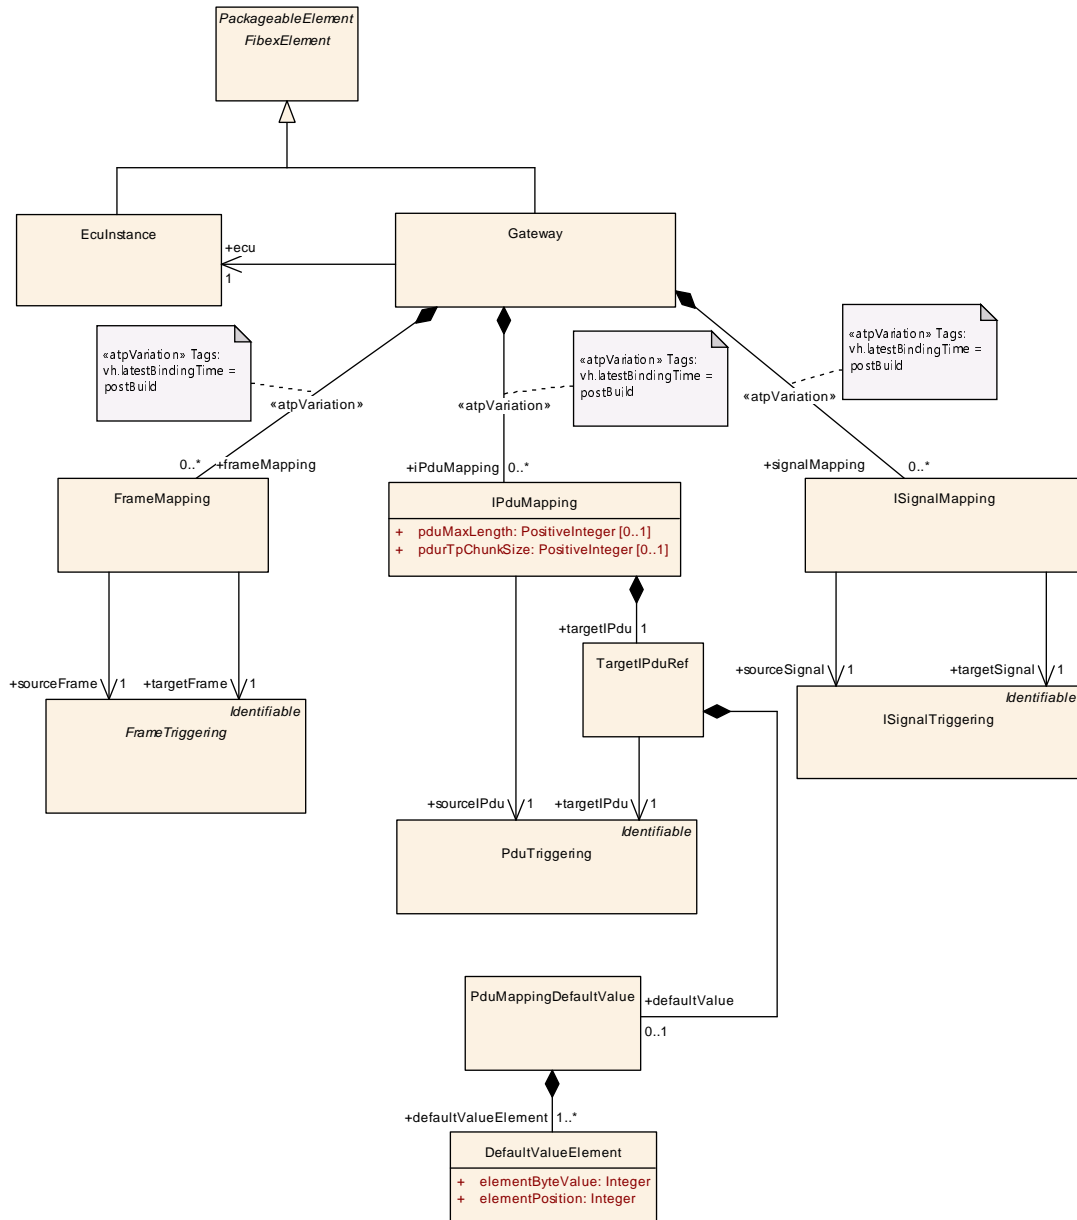 PackageableElement
FibexElement
EcuInstance
Gateway
+ecu
1
«atpVariation» Tags:
vh.latestBindingTime =
postBuild
«atpVariation» Tags:
vh.latestBindingTime =
postBuild
«atpVariation» Tags:
vh.latestBindingTime =
postBuild
«atpVariation»
«atpVariation»
«atpVariation»
0..*
+frameMapping
+iPduMapping
0..*
+signalMapping
0..*
FrameMapping
IPduMapping
+ pduMaxLength: PositiveInteger [0..1]
+ pdurTpChunkSize: PositiveInteger [0..1]
ISignalMapping
+targetIPdu
1
TargetIPduRef
+sourceFrame
1
+targetFrame
1
+sourceSignal
1
+targetSignal
1
Identifiable
FrameTriggering
Identifiable
ISignalTriggering
+sourceIPdu
1
+targetIPdu
1
Identifiable
PduTriggering
PduMappingDefaultValue
+defaultValue
0..1
+defaultValueElement
1..*
DefaultValueElement
+ elementByteValue: Integer
+ elementPosition: Integer